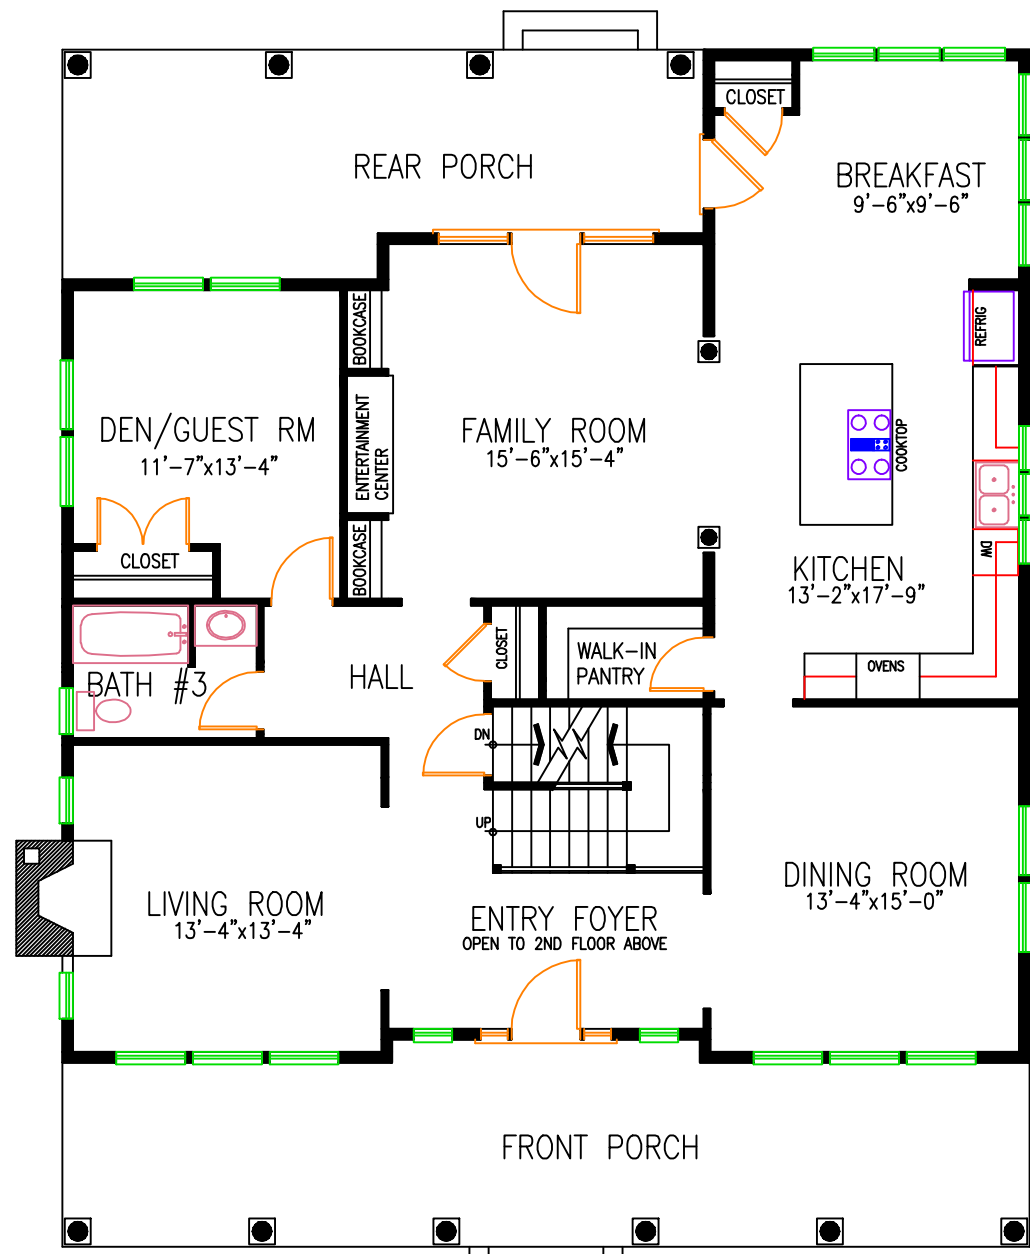 CLOSET
REAR PORCH
BREAKFAST
9'-6"x9'-6"
BOOKCASE
REFRIG
DEN/GUEST RM
11'-7"x13'-4"
ENTERTAINMENT
CENTER
FAMILY ROOM
15'-6"x15'-4"
COOKTOP
CLOSET
BOOKCASE
DW
KITCHEN
13'-2"x17'-9"
BATH #3
HALL
CLOSET
WALK-IN
PANTRY
OVENS
DN
UP
LIVING ROOM
13'-4"x13'-4"
ENTRY FOYER
OPEN TO 2ND FLOOR ABOVE
DINING ROOM
13'-4"x15'-0"
FRONT PORCH